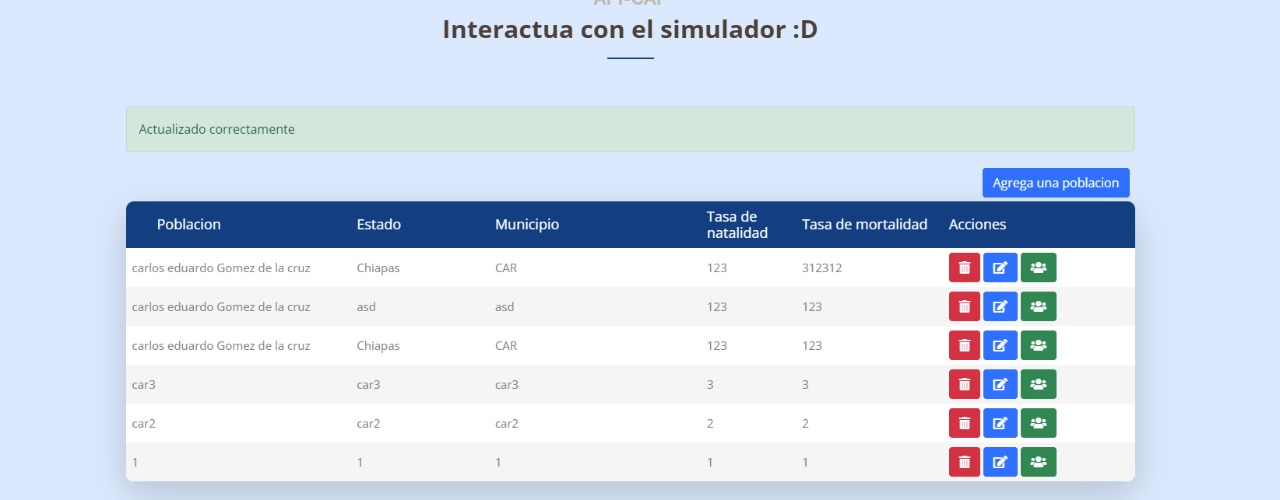 Interactua con el simulador :D
Actualizado correctamente
Agrega una poblacion
Poblacion Estado Municipio Tasa de natalidad Tasa de mortalidad Acciones
carlos eduardo Gomez de la cruz Chiapas CAR 123 312312
carlos eduardo Gomez de la cruz asd asd 123 123
carlos eduardo Gomez de la cruz Chiapas CAR 123 123
car3 car3 car3 3 3
car2 car2 car2 2 2
1 1 1 1 1